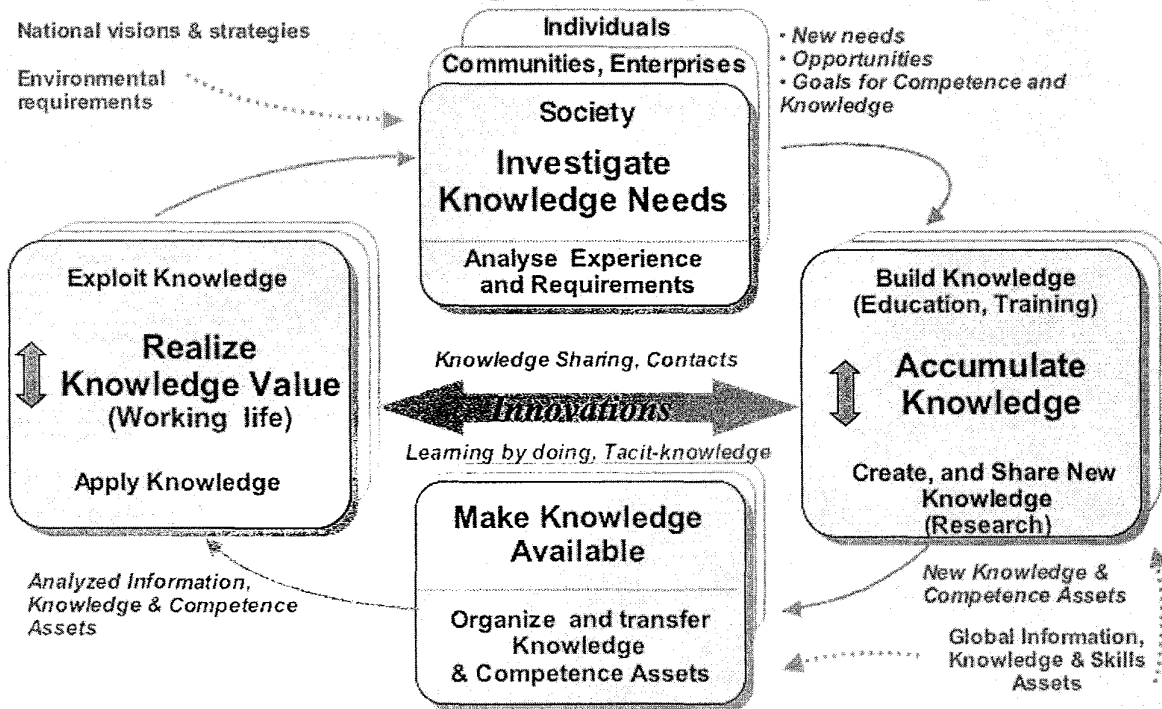 National visions & strategies
Environmental
requirements
Individuals
Communities, Enterprises
Society
Investigate
Knowledge Needs
Analyse Experience
and Requirements
• New needs
• Opportunities
• Goals for Competence and
Knowledge
Exploit Knowledge
Realize
Knowledge Value
(Working life)
Apply Knowledge
Knowledge Sharing, Contacts
Innovations
Learning by doing, Tacit-knowledge
Build Knowledge
(Education, Training)
Accumulate
Knowledge
Create, and Share New
Knowledge
(Research)
Make Knowledge
Available
Organize and transfer
Knowledge
& Competence Assets
Analyzed Information,
Knowledge & Competence
Assets
New Knowledge &
Competence Assets
Global Information,
Knowledge & Skills
Assets